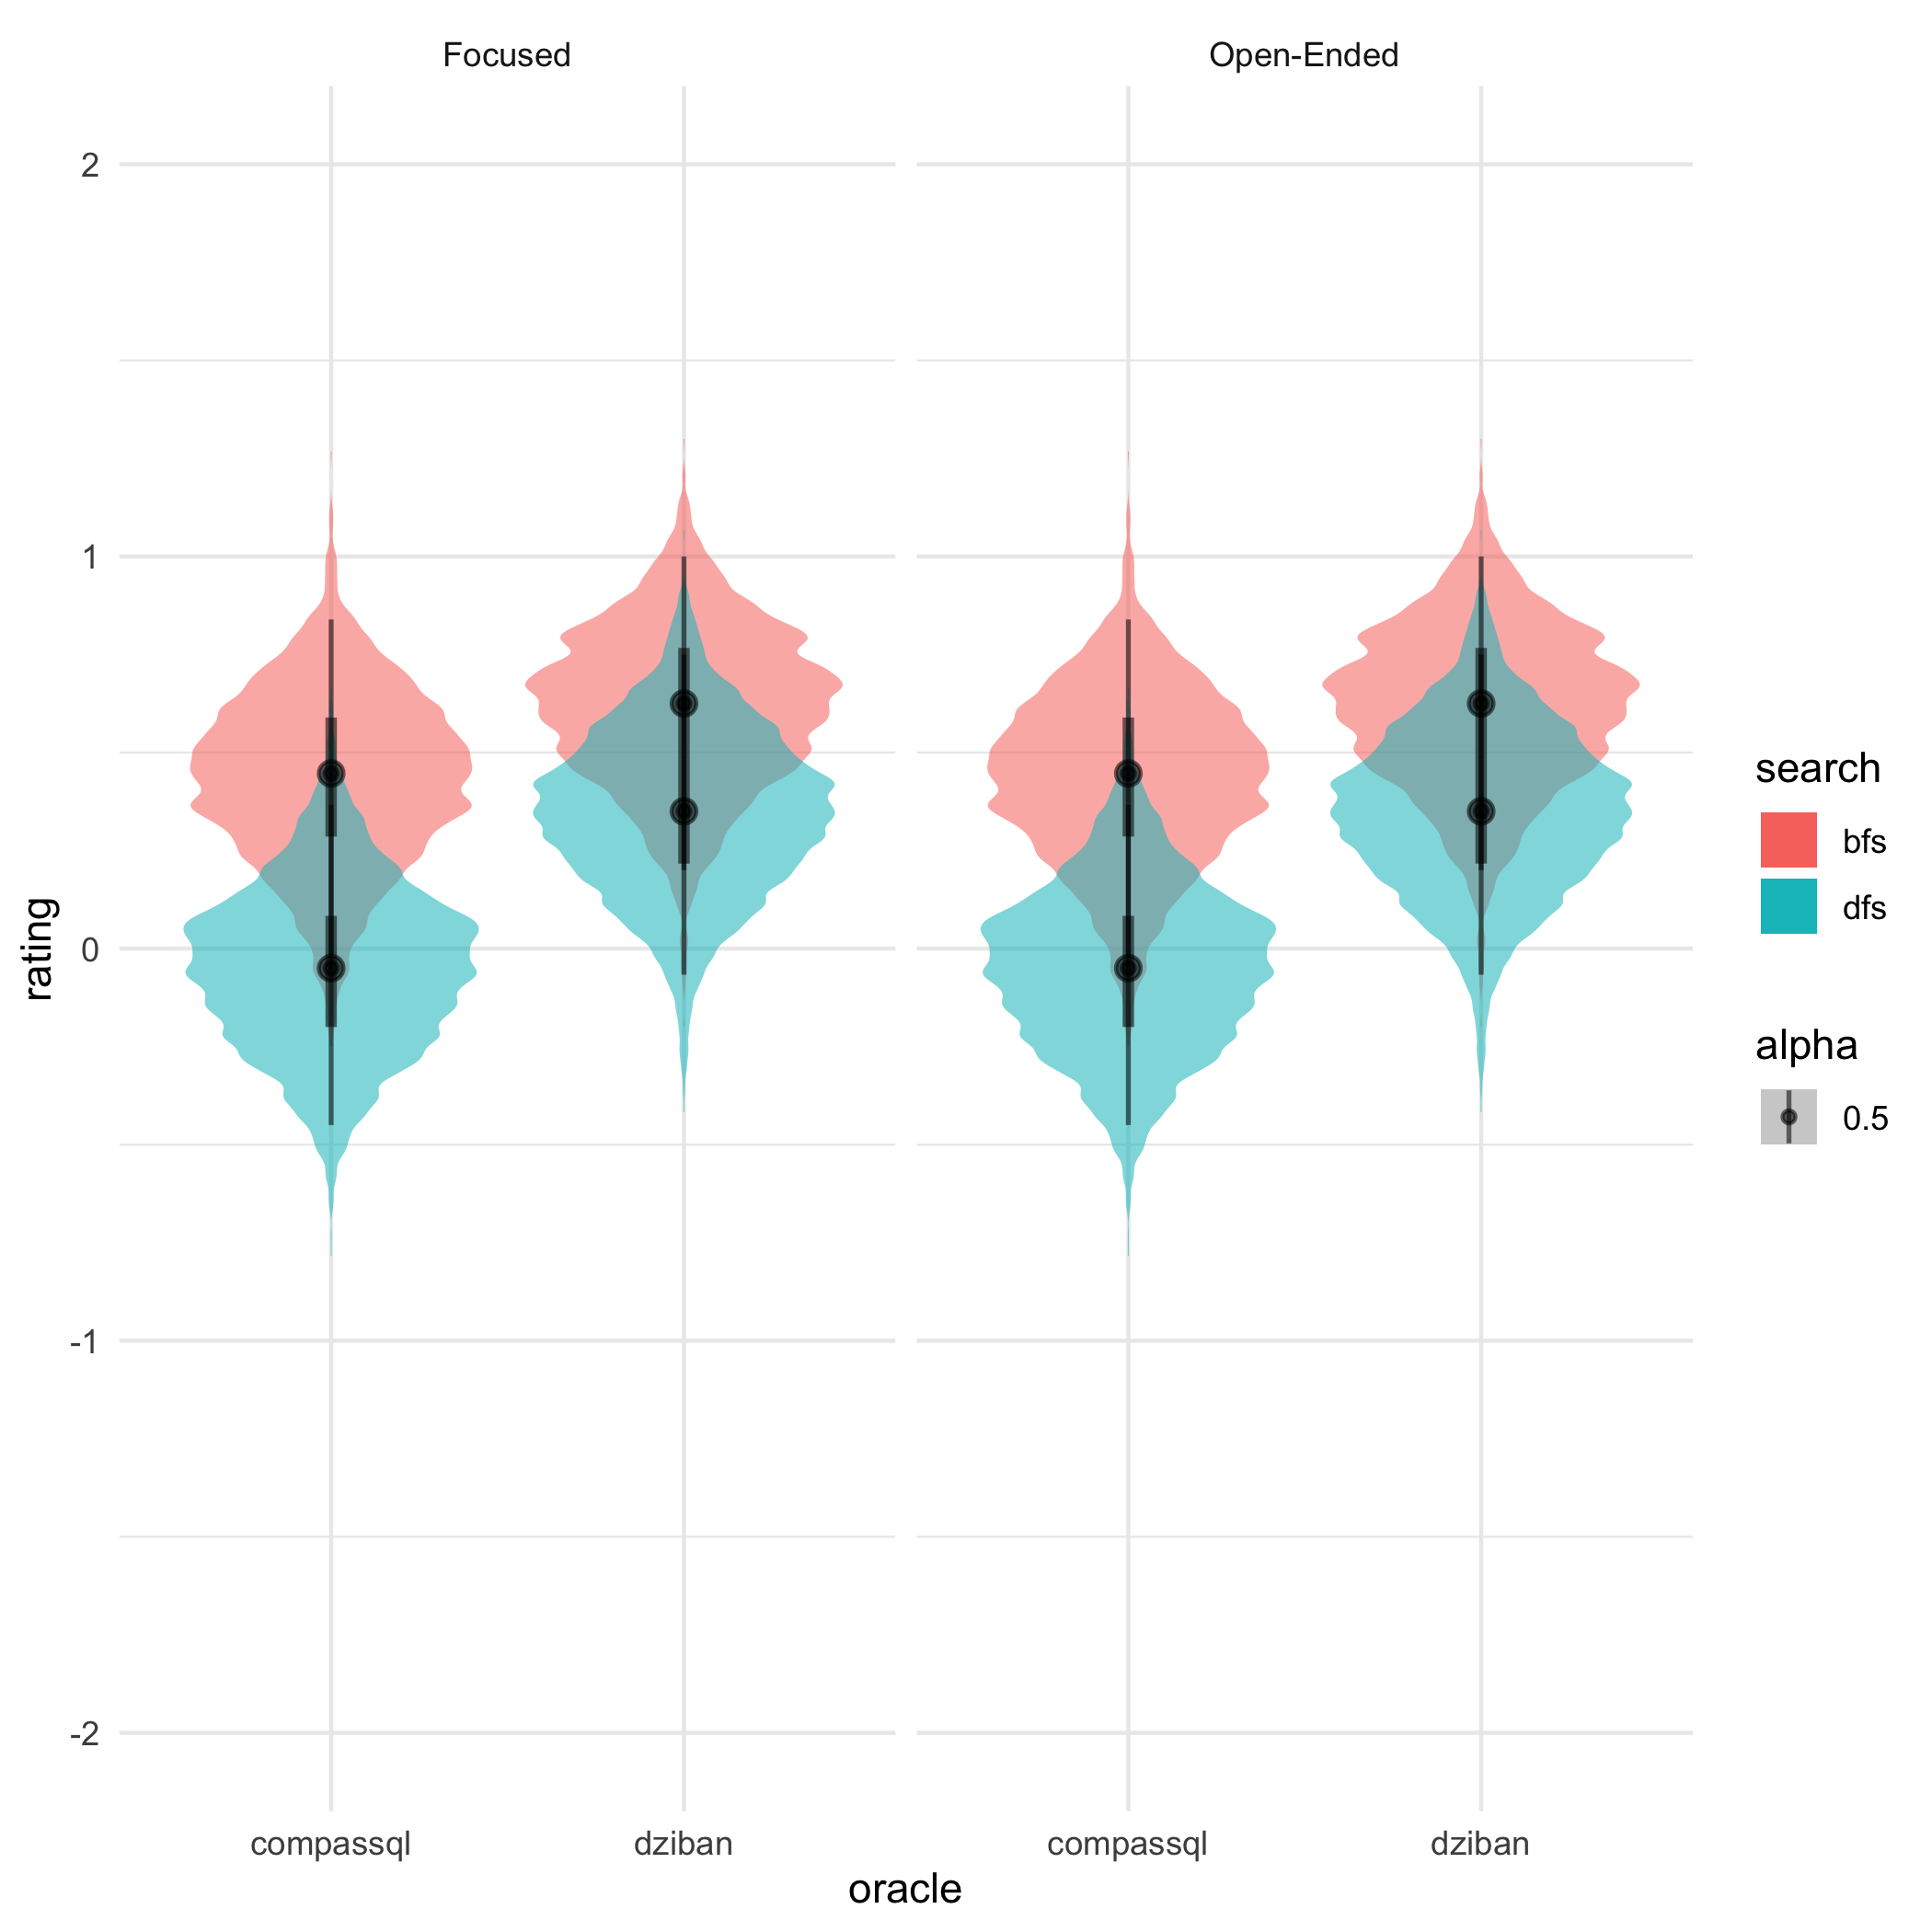 Focused
Open-Ended
2
1
0
-1
-2
rating
compassql
dziban
compassql
dziban
oracle
search
bfs
dfs
alpha
0.5